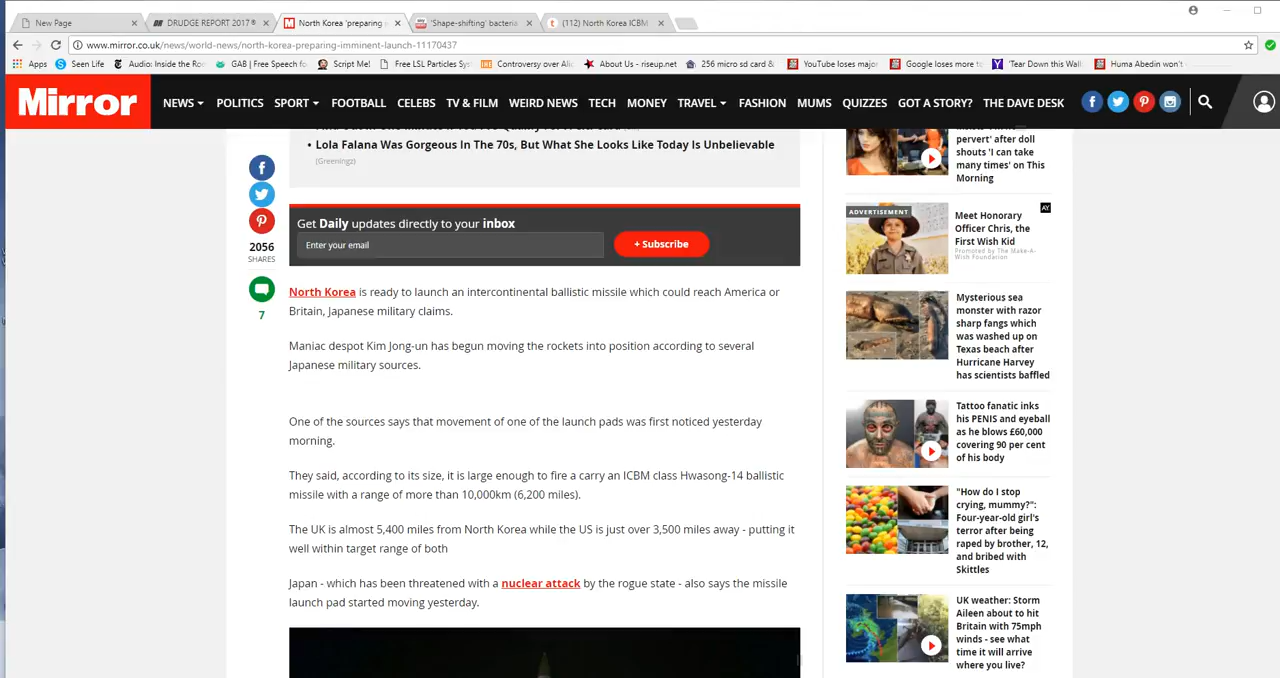 New Page
DRUDGE REPORT 2017®
North Korea 'preparing
'Shape-shifting' bacteria
(112) North Korea ICBM
www.mirror.co.uk/news/world-news/north-korea-preparing-imminent-launch-11170437
Apps
Seen Life
Audio: Inside the Ro
GAB | Free Speech fo
Script Me!
Free LSL Particles Sys
Controversy over Ali
About Us - riseup.net
256 micro sd card &
YouTube loses major
Google loses more to
'Tear Down this Wall
Huma Abedin won't
Mirror
NEWS
POLITICS
SPORT
FOOTBALL
CELEBS
TV & FILM
WEIRD NEWS
TECH
MONEY
TRAVEL
FASHION
MUMS
QUIZZES
GOT A STORY?
THE DAVE DESK
• Lola Falana Was Gorgeous In The 70s, But What She Looks Like Today Is Unbelievable
(Greeningz)
2056
SHARES
7
Get Daily updates directly to your inbox
Enter your email
+ Subscribe
North Korea is ready to launch an intercontinental ballistic missile which could reach America or
Britain, Japanese military claims.
Maniac despot Kim Jong-un has begun moving the rockets into position according to several
Japanese military sources.
One of the sources says that movement of one of the launch pads was first noticed yesterday
morning.
They said, according to its size, it is large enough to fire a carry an ICBM class Hwasong-14 ballistic
missile with a range of more than 10,000km (6,200 miles).
The UK is almost 5,400 miles from North Korea while the US is just over 3,500 miles away - putting it
well within target range of both
Japan - which has been threatened with a nuclear attack by the rogue state - also says the missile
launch pad started moving yesterday.
pervert' after doll
shouts 'I can take
many times' on This
Morning
ADVERTISEMENT
AY
Meet Honorary
Officer Chris, the
First Wish Kid
Promoted by The Make-A-
Wish Foundation
Mysterious sea
monster with razor
sharp fangs which
was washed up on
Texas beach after
Hurricane Harvey
has scientists baffled
Tattoo fanatic inks
his PENIS and eyeball
as he blows £60,000
covering 90 per cent
of his body
"How do I stop
crying, mummy?":
Four-year-old girl's
terror after being
raped by brother, 12,
and bribed with
Skittles
UK weather: Storm
Aileen about to hit
Britain with 75mph
winds - see what
time it will arrive
where you live?